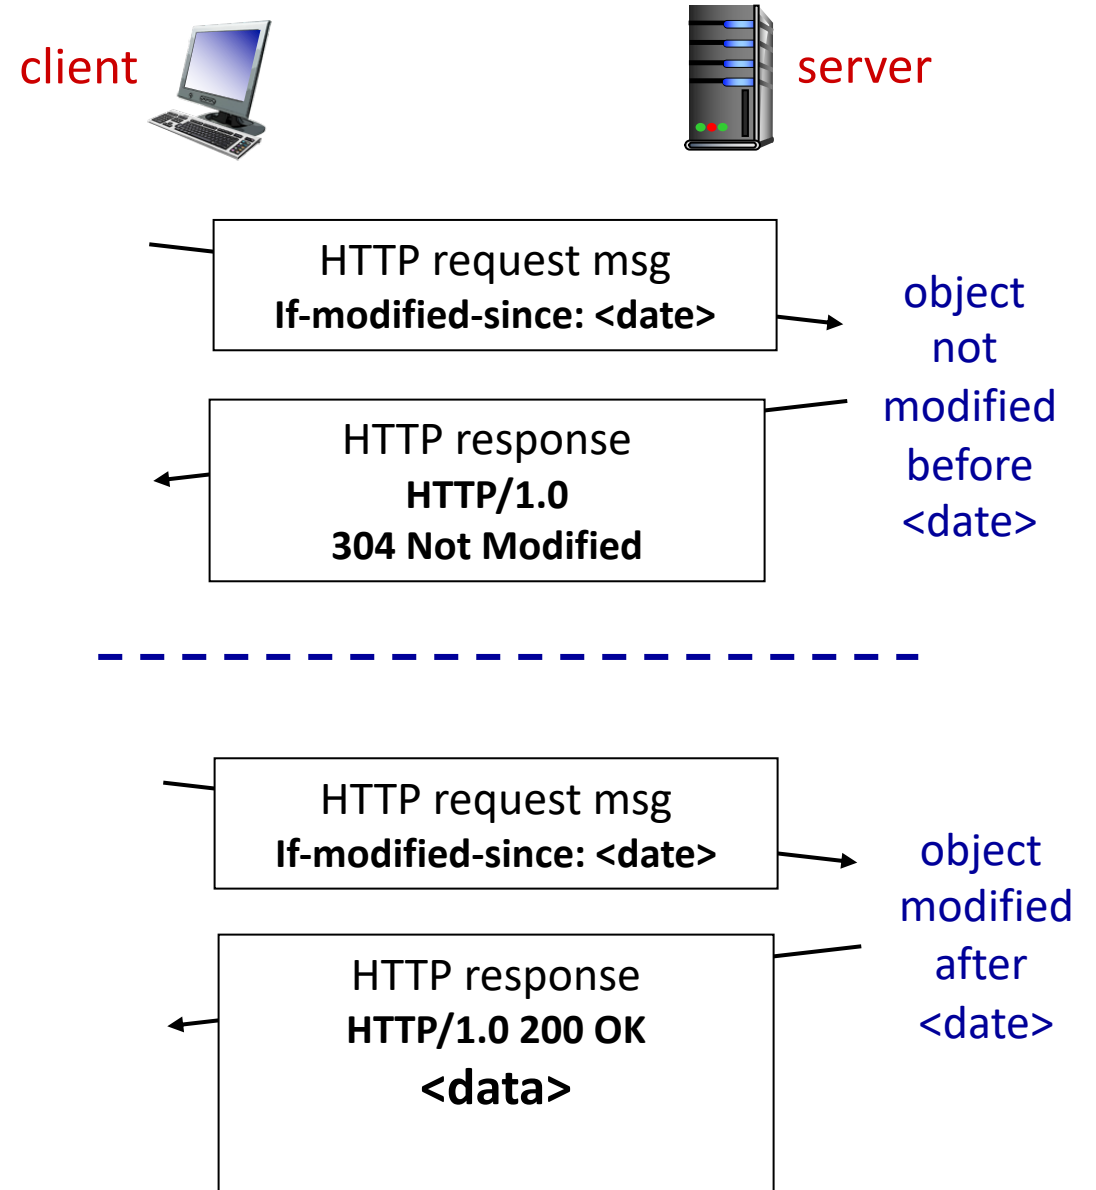 client
server
HTTP request msg
If-modified-since: <date>
object
not
modified
before
<date>
HTTP response
HTTP/1.0
304 Not Modified
HTTP request msg
If-modified-since: <date>
object
modified
after
<date>
HTTP response
HTTP/1.0 200 OK
<data>